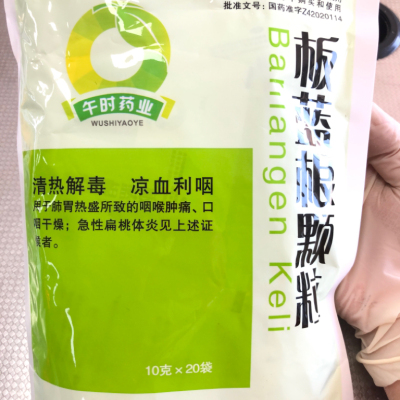 批准文号：国药准字Z42020114
午时药业
WUSHIYAOYE
板蓝根颗粒
Banlangen Keli
清热解毒 凉血利咽
用于肺胃热盛所致的咽喉肿痛、口
咽干燥；急性扁桃体炎见上述证
候者。
10克×20袋